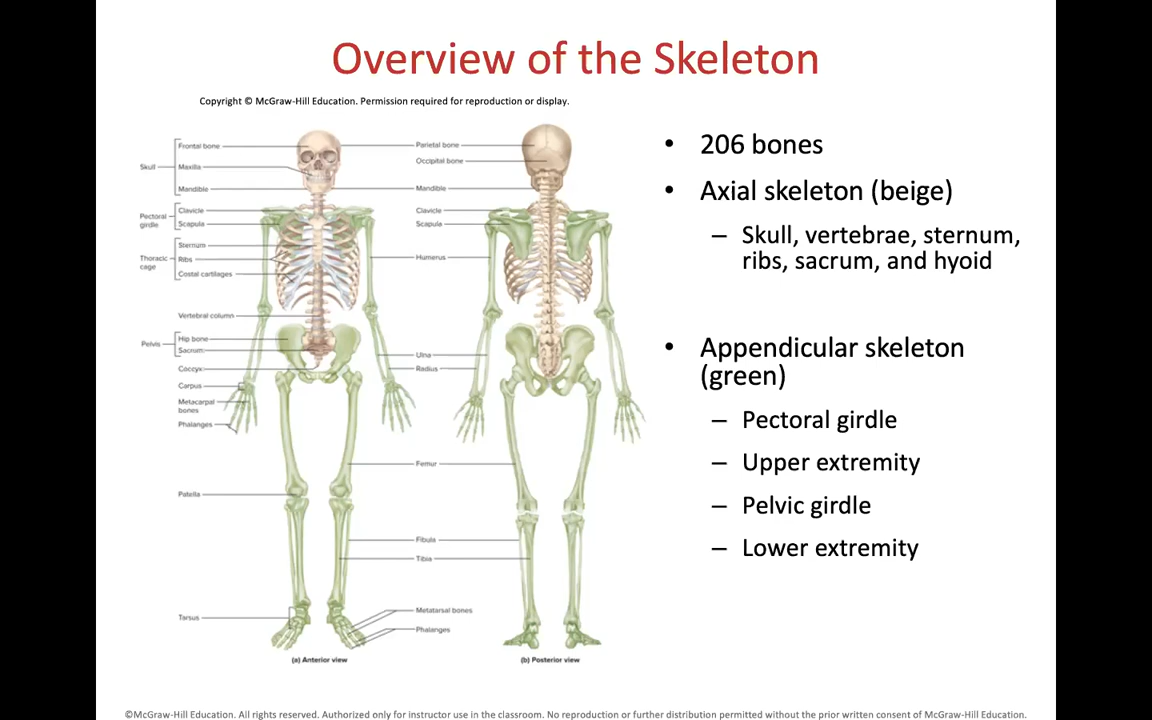 Overview of the Skeleton
Copyright © McGraw-Hill Education. Permission required for reproduction or display.
Frontal bone
Skull
Maxilla
Mandible
Clavicle
Pectoral
girdle
Scapula
Sternum
Thoracic
cage
Ribs
Costal cartilages
Vertebral column
Hip bone
Pelvis
Sacrum
Coccyx
Carpus
Metacarpal
bones
Phalanges
Patella
Tarsus
(a) Anterior view
Parietal bone
Occipital bone
Mandible
Clavicle
Scapula
Humerus
Ulna
Radius
Femur
Fibula
Tibia
Metatarsal bones
Phalanges
(b) Posterior view
• 206 bones
• Axial skeleton (beige)
– Skull, vertebrae, sternum,
ribs, sacrum, and hyoid
• Appendicular skeleton
(green)
– Pectoral girdle
– Upper extremity
– Pelvic girdle
– Lower extremity
©McGraw-Hill Education. All rights reserved. Authorized only for instructor use in the classroom. No reproduction or further distribution permitted without the prior written consent of McGraw-Hill Education.